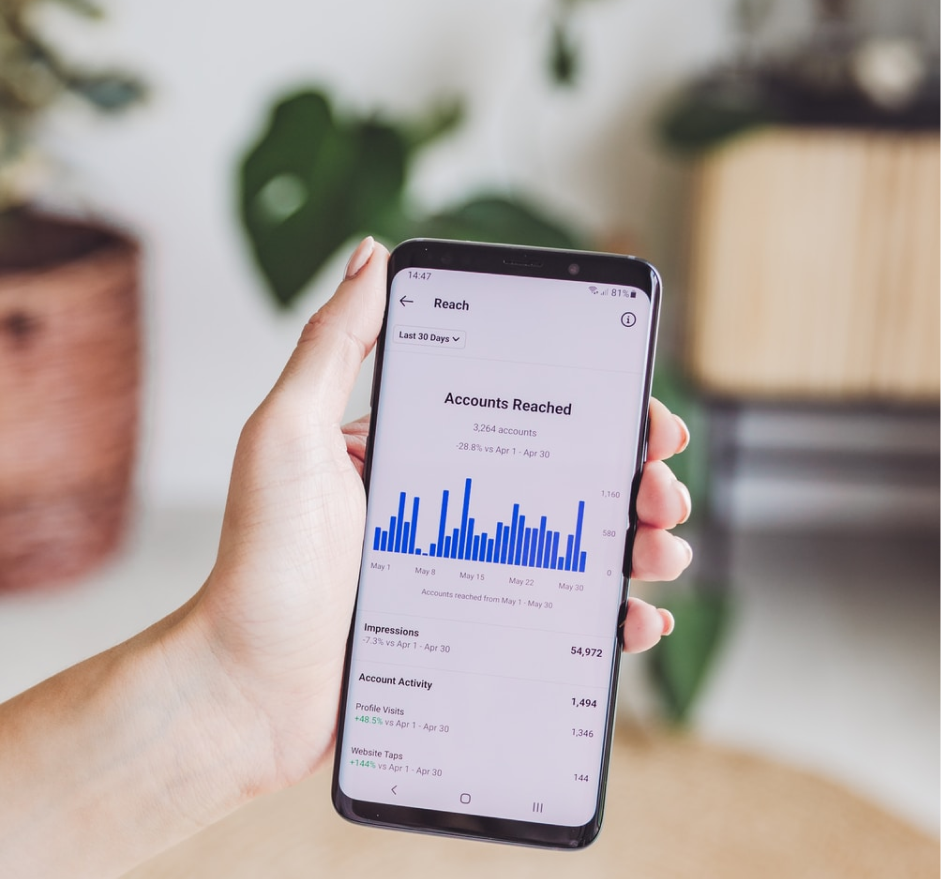 14:47
81%
Reach
Last 30 Days
Accounts Reached
3,264 accounts
-28.8% vs Apr 1 - Apr 30
1,160
580
0
May 1 May 8 May 15 May 22 May 30
Accounts reached from May 1 - May 30
Impressions
-7.3% vs Apr 1 - Apr 30
54,972
Account Activity
1,494
Profile Visits
+48.5% vs Apr 1 - Apr 30
1,346
Website Taps
+144% vs Apr 1 - Apr 30
144